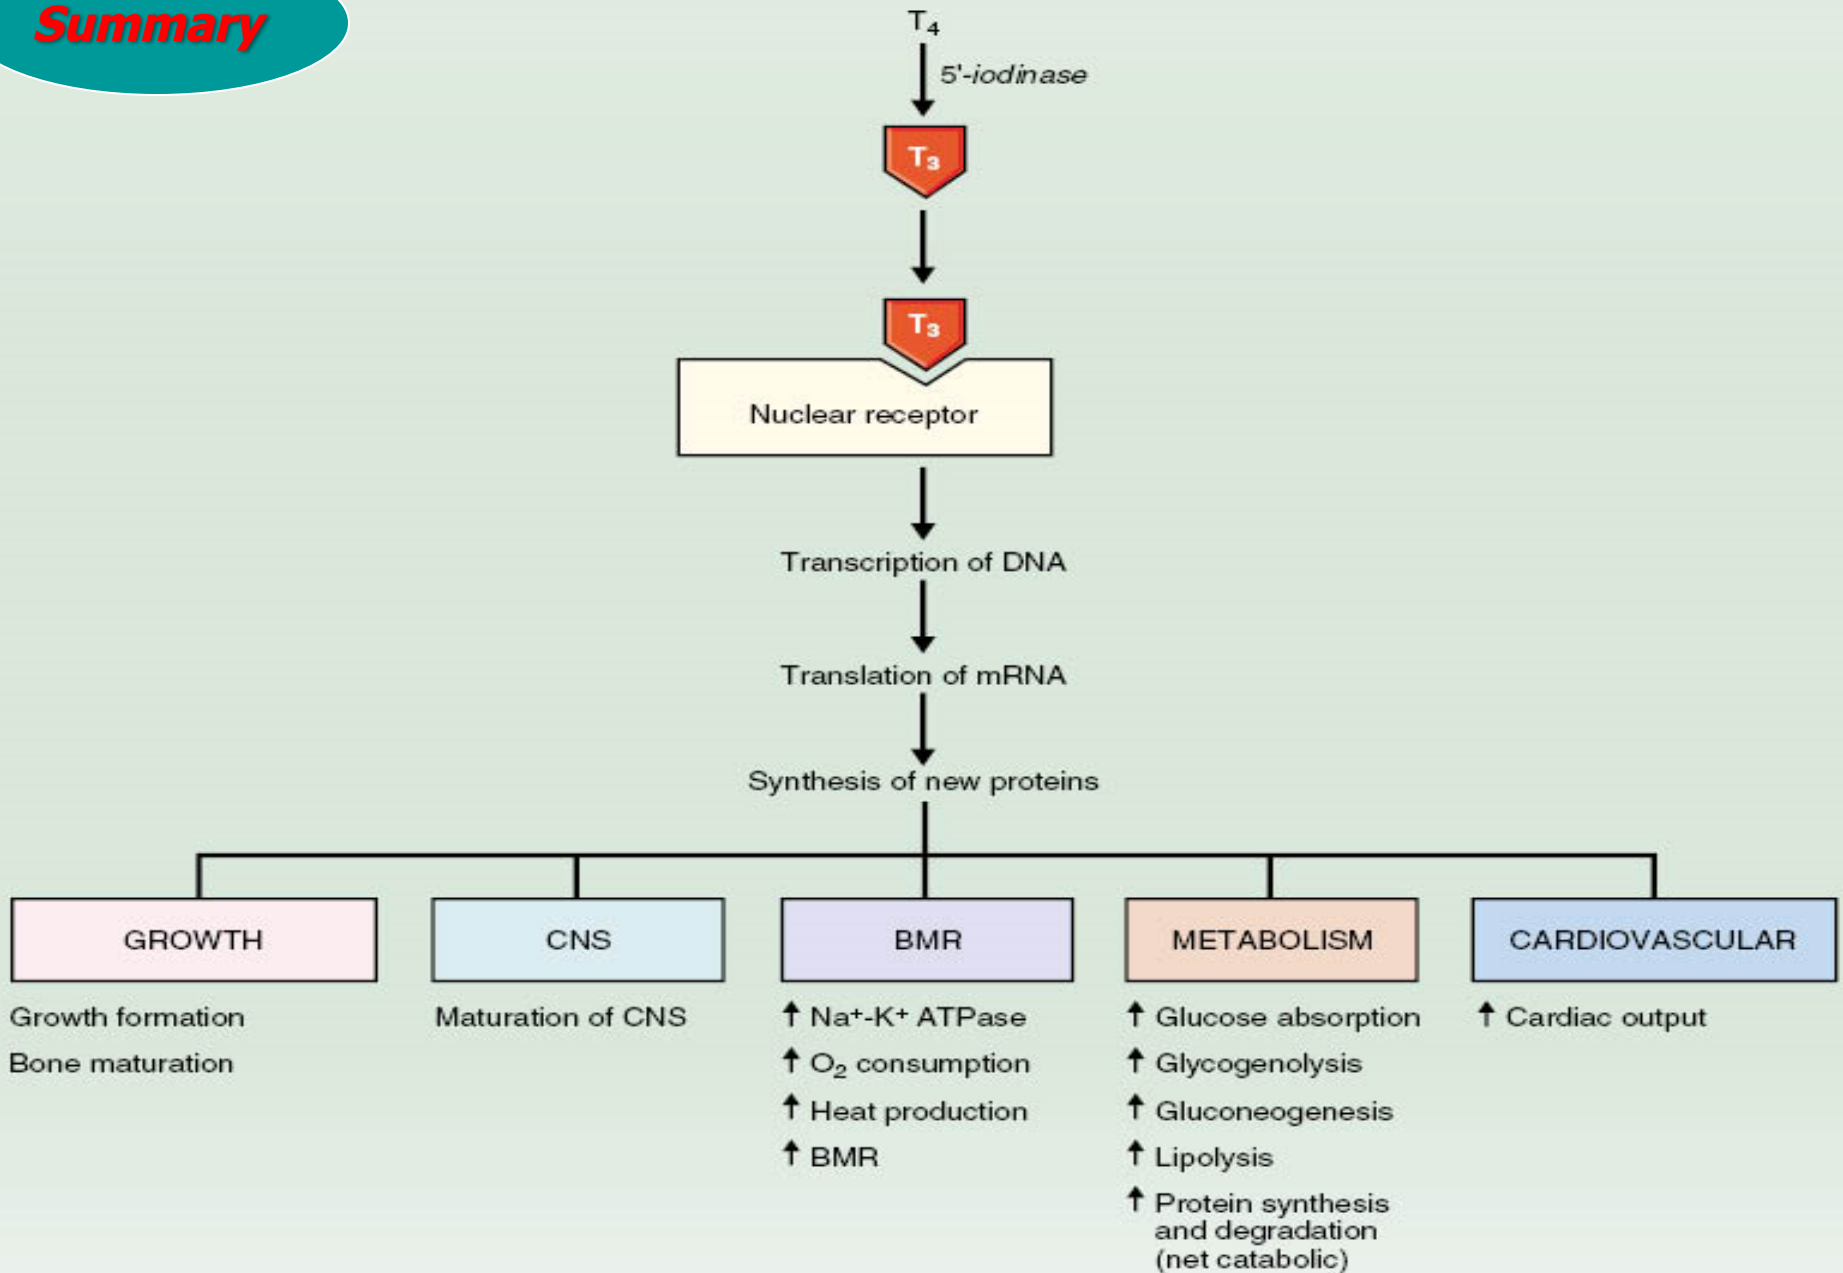 Summary
T₄
5'-iodinase
T₃
T₃
Nuclear receptor
Transcription of DNA
Translation of mRNA
Synthesis of new proteins
GROWTH
Growth formation
Bone maturation
CNS
Maturation of CNS
BMR
↑ Na⁺-K⁺ ATPase
↑ O₂ consumption
↑ Heat production
↑ BMR
METABOLISM
↑ Glucose absorption
↑ Glycogenolysis
↑ Gluconeogenesis
↑ Lipolysis
↑ Protein synthesis
and degradation
(net catabolic)
CARDIOVASCULAR
↑ Cardiac output